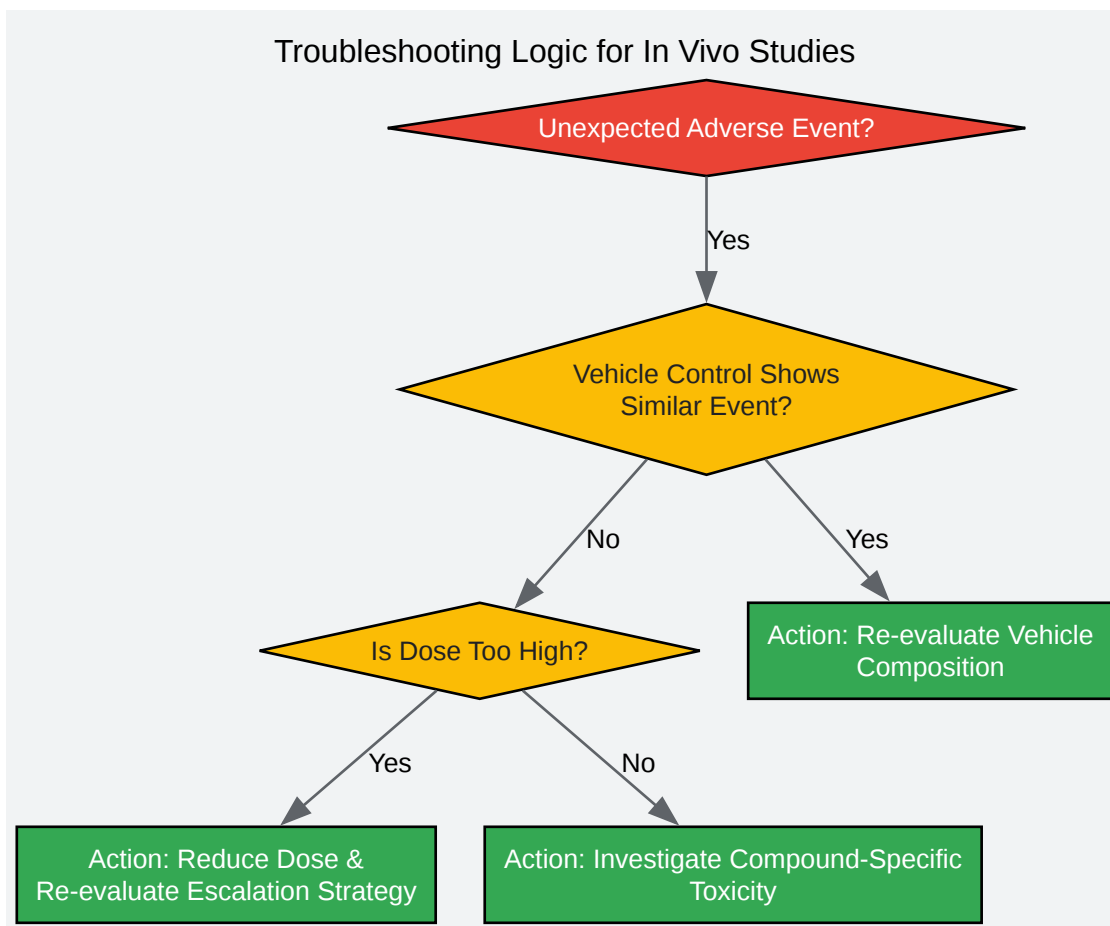 Troubleshooting Logic for In Vivo Studies
Unexpected Adverse Event?
Yes
Vehicle Control Shows
Similar Event?
No
Yes
Is Dose Too High?
Action: Re-evaluate Vehicle
Composition
Yes
No
Action: Reduce Dose &
Re-evaluate Escalation Strategy
Action: Investigate Compound-Specific
Toxicity